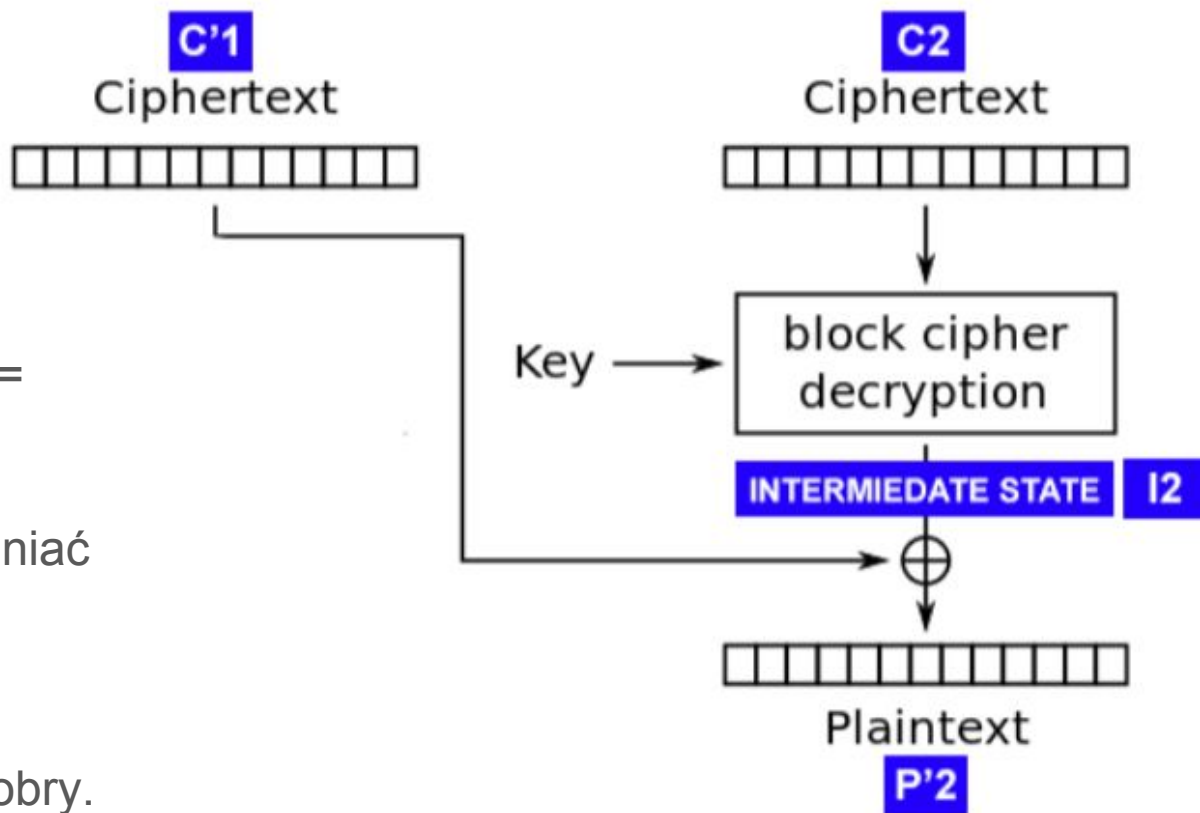 C'1
Ciphertext
C2
Ciphertext
=
Key
block cipher
decryption
INTERMIEDATE STATE
I2
niać
Plaintext
P'2
obry.